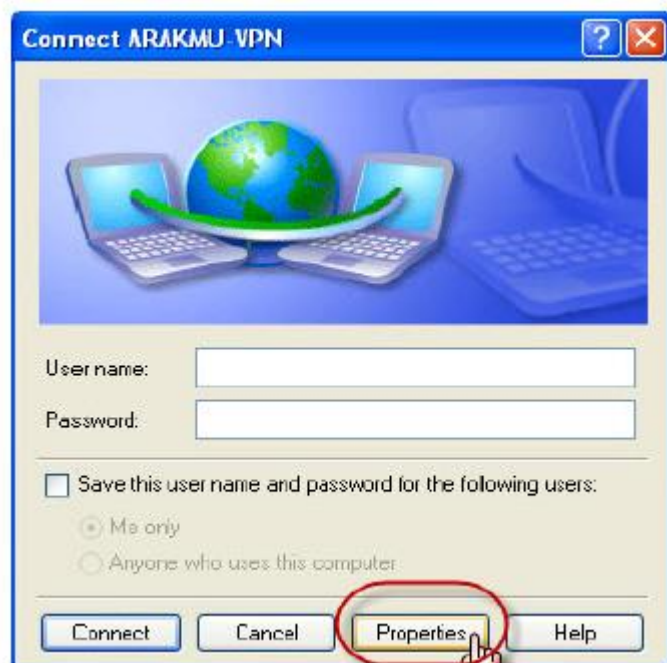 Connect ARAKMU-VPN
User name:
Password:
Save this user name and password for the following users:
Me only
Anyone who uses this computer
Connect Cancel Properties Help